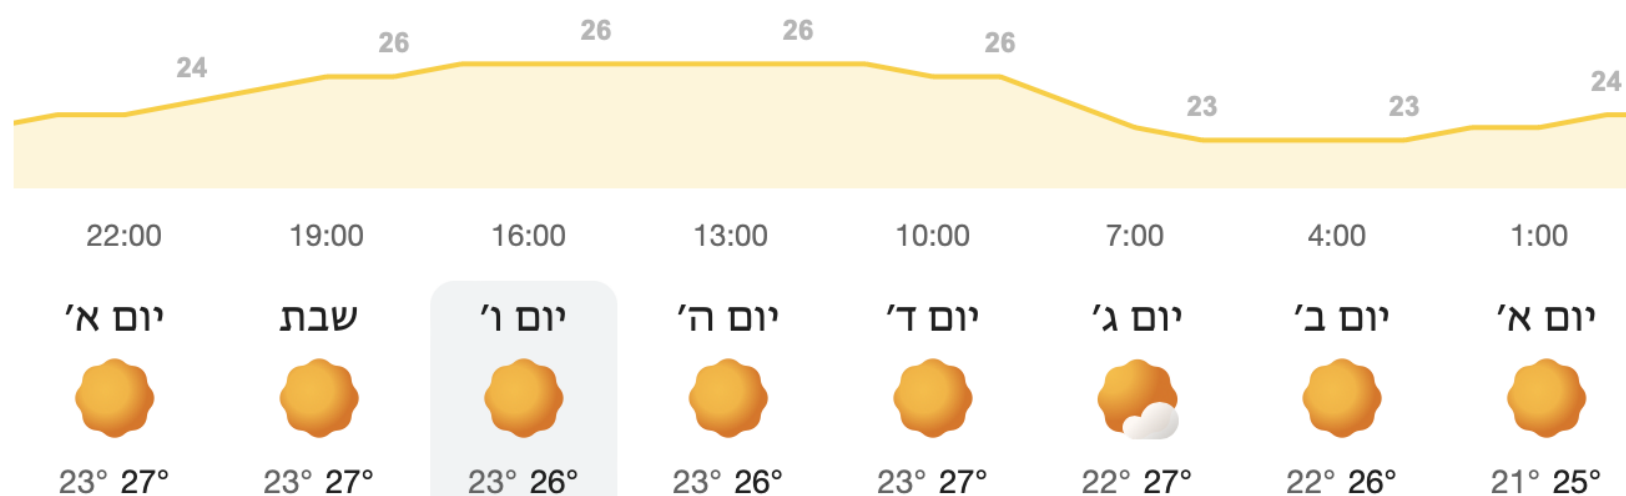 24 23 23 26 26 26 26 24
1:00 4:00 7:00 10:00 13:00 16:00 19:00 22:00
יום א׳ יום ב׳ יום ג׳ יום ד׳ יום ה׳ יום ו׳ שבת יום א׳
25° 21° 26° 22° 27° 22° 27° 23° 26° 23° 26° 23° 27° 23° 27° 23°